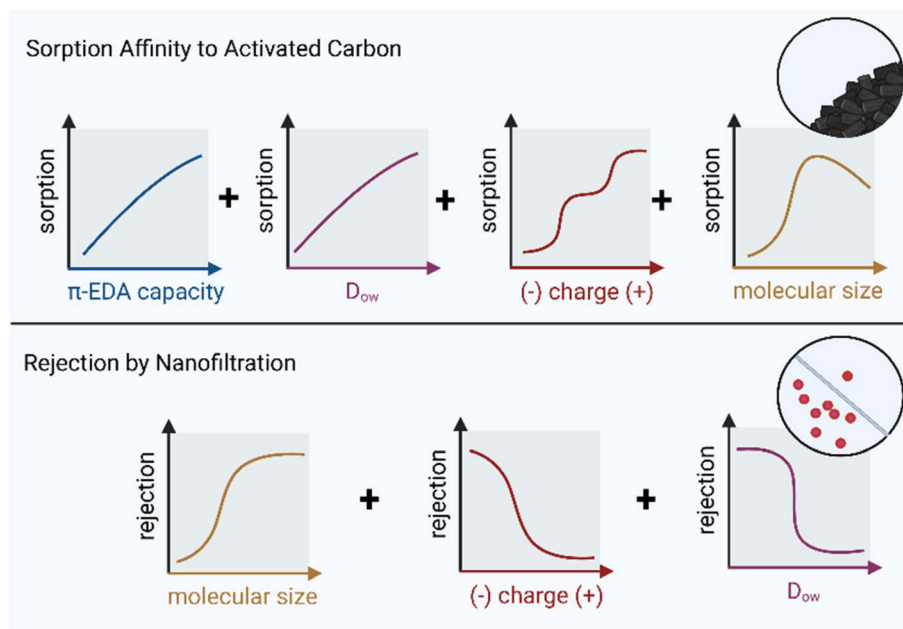 Sorption Affinity to Activated Carbon
sorption
π-EDA capacity
+
sorption
Dow
+
sorption
(-) charge (+)
+
sorption
molecular size
Rejection by Nanofiltration
rejection
molecular size
+
rejection
(-) charge (+)
+
rejection
Dow